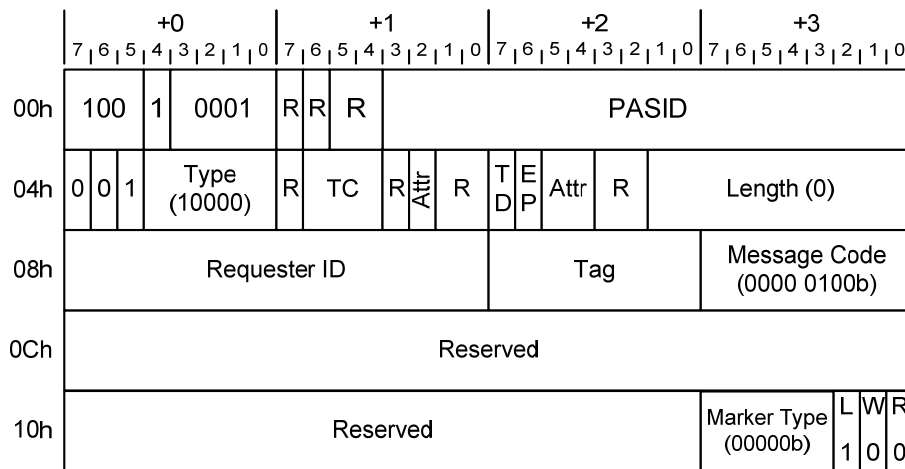 +0 +1 +2 +3
7 6 5 4 3 2 1 0 7 6 5 4 3 2 1 0 7 6 5 4 3 2 1 0 7 6 5 4 3 2 1 0
00h 100 1 0001 R R R PASID
04h 0 0 1 Type (10000) R TC R Attr R TD EP Attr R Length (0)
08h Requester ID Tag Message Code (0000 0100b)
0Ch Reserved
10h Reserved Marker Type (00000b) L 1 W 0 R 0